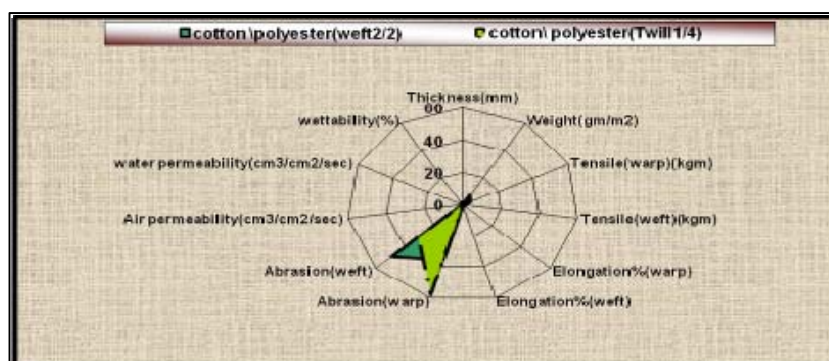 cotton\polyester(weft2/2) cotton\ polyester(Twill1/4)
Thickness(mm)
60
wettability(%) Weight(gm/m2)
40
water permeability(cm3/cm2/sec) Tensile(warp)(kgm)
20
0
Air permeability(cm3/cm2/sec) Tensile(weft)(kgm)
Abrasion(weft) Elongation%(warp)
Abrasion(warp) Elongation%(weft)